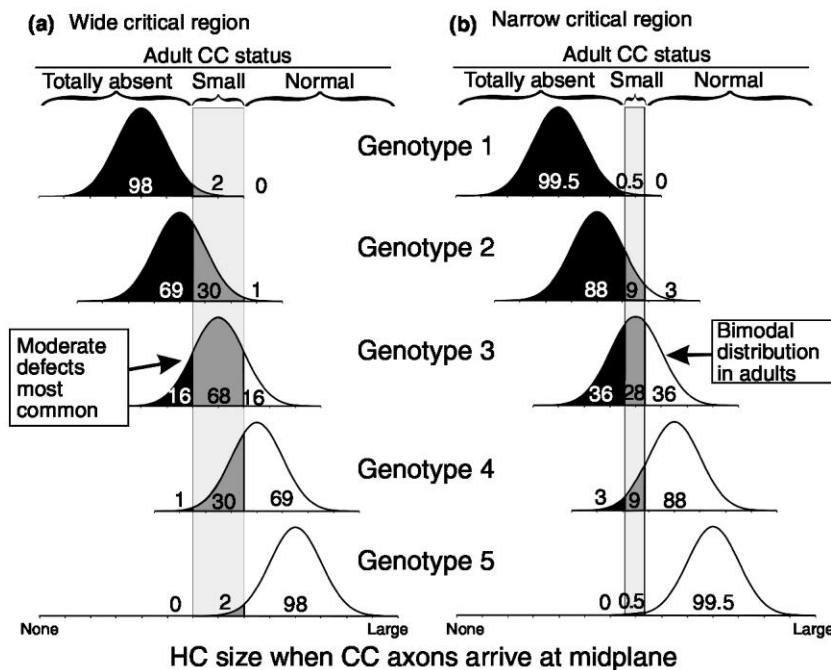 (a) Wide critical region
Adult CC status
Totally absent Small Normal
(b) Narrow critical region
Adult CC status
Totally absent Small Normal
98 2 0
Genotype 1
99.5 0.5 0
69 30 1
Genotype 2
88 9 3
Moderate
defects
most
common
16 68 16
Genotype 3
36 28 36
Bimodal
distribution
in adults
1 30 69
Genotype 4
3 9 88
0 2 98
Genotype 5
0 0.5 99.5
None Large None Large
HC size when CC axons arrive at midplane